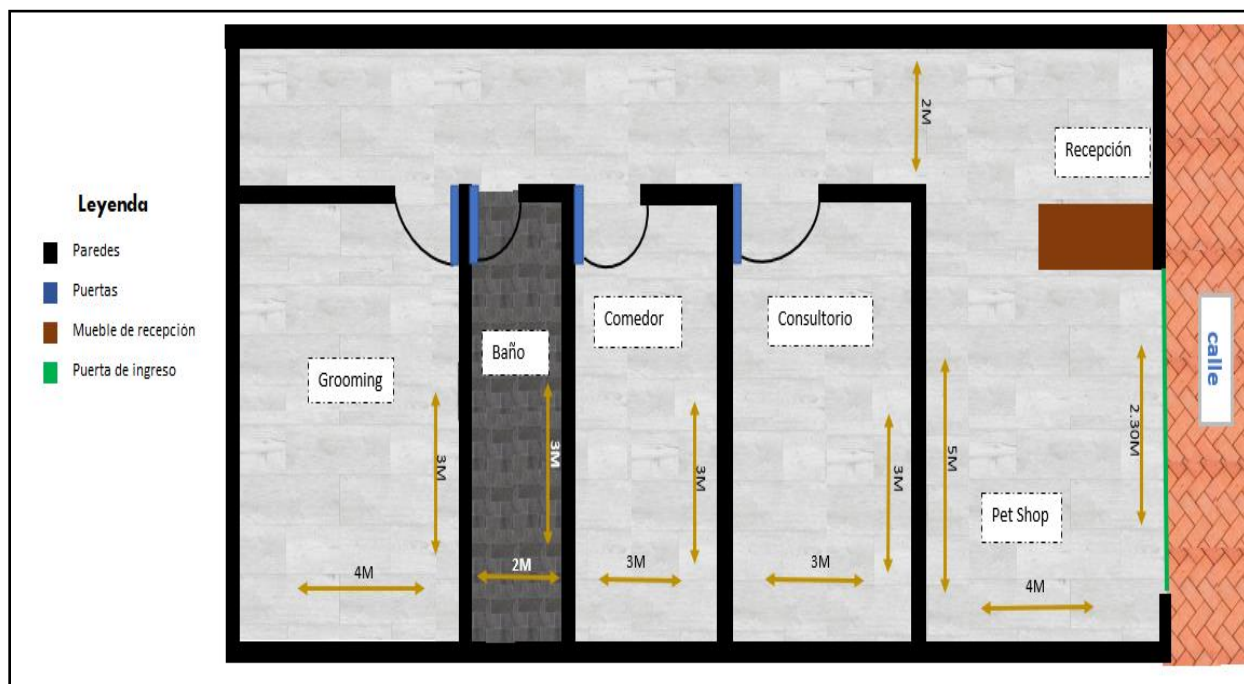 Leyenda
Paredes
Puertas
Mueble de recepción
Puerta de ingreso
2M
Recepción
Grooming
Baño
Comedor
Consultorio
Pet Shop
calle
3M
3M
3M
3M
5M
2.30M
4M
2M
3M
3M
4M